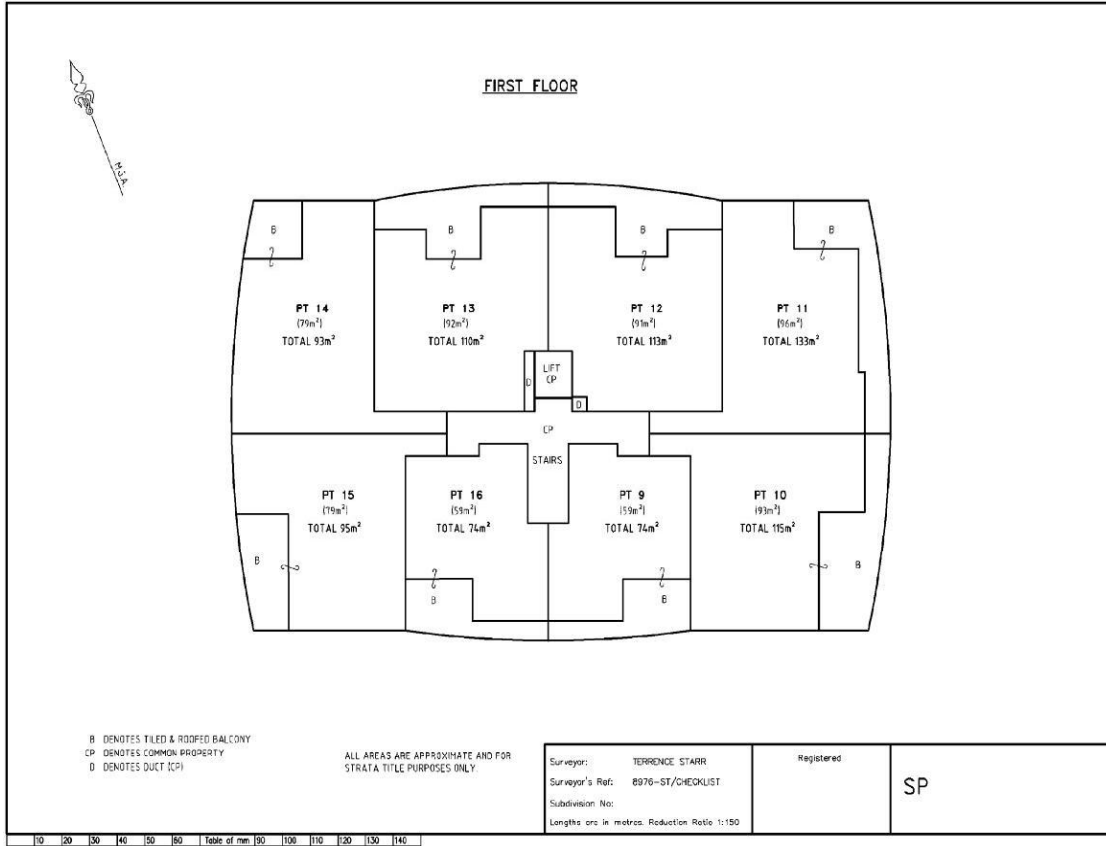 FIRST FLOOR
M.G.A.
B
B
B
B
PT 14
(79m²)
TOTAL 93m²
PT 13
(92m²)
TOTAL 110m²
PT 12
(91m²)
TOTAL 113m²
PT 11
(96m²)
TOTAL 133m²
LIFT
CP
D
D
CP
STAIRS
PT 15
(79m²)
TOTAL 95m²
PT 16
(59m²)
TOTAL 74m²
PT 9
(59m²)
TOTAL 74m²
PT 10
(93m²)
TOTAL 115m²
B
B
B
B
B DENOTES TILED & ROOFED BALCONY
CP DENOTES COMMON PROPERTY
D DENOTES DUCT (CP)
ALL AREAS ARE APPROXIMATE AND FOR
STRATA TITLE PURPOSES ONLY.
Surveyor: TERRENCE STARR
Surveyor's Ref: 8976-ST/CHECKLIST
Subdivision No:
Lengths are in metres. Reduction Ratio 1:150
Registered
SP
10 20 30 40 50 60 Table of mm 90 100 110 120 130 140